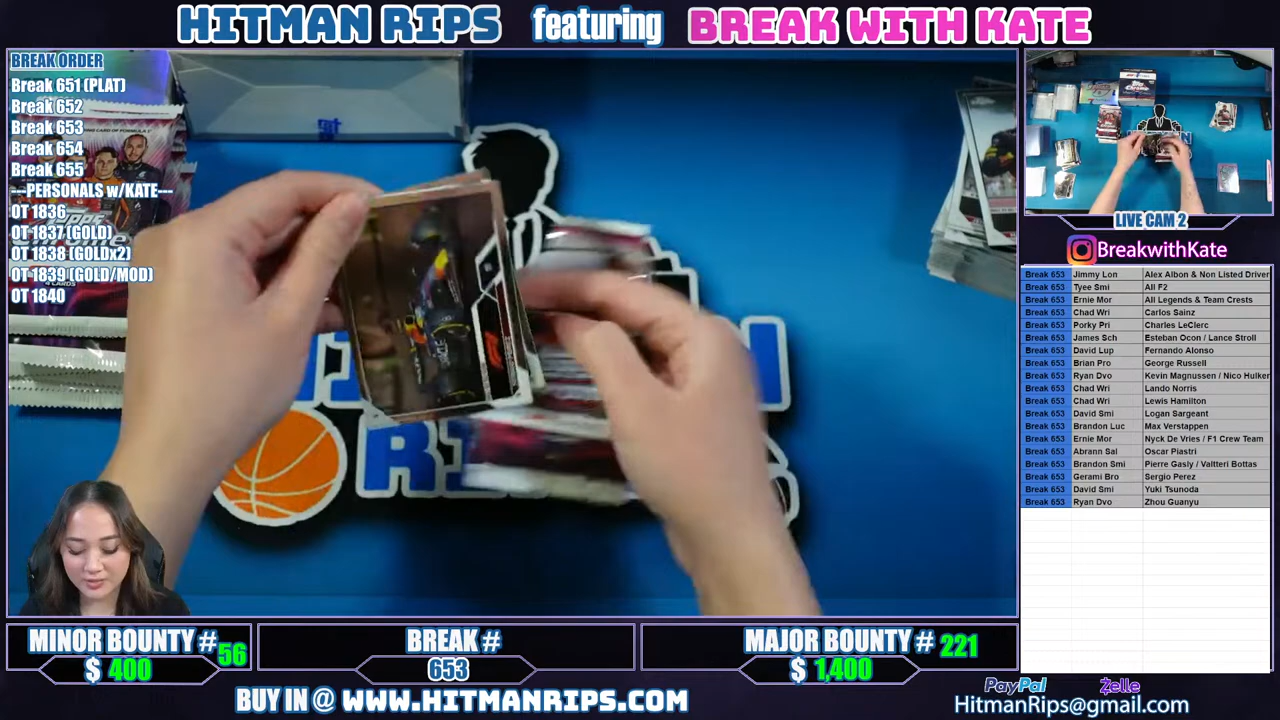 HITMAN RIPS featuring BREAK WITH KATE
BREAK ORDER
Break 651 (PLAT)
Break 652
Break 653
Break 654
Break 655
---PERSONALS w/KATE---
OT 1836
OT 1837 (GOLD)
OT 1838 (GOLDx2)
OT 1839 (GOLD/MOD)
OT 1840
LIVE CAM 2
BreakwithKate
Break 653 Jimmy Lon Alex Albon & Non Listed Driver
Break 653 Tyee Smi All F2
Break 653 Ernie Mor All Legends & Team Crests
Break 653 Chad Wri Carlos Sainz
Break 653 Porky Pri Charles LeClerc
Break 653 James Sch Esteban Ocon / Lance Stroll
Break 653 David Lup Fernando Alonso
Break 653 Brian Pro George Russell
Break 653 Ryan Dvo Kevin Magnussen / Nico Hulker
Break 653 Chad Wri Lando Norris
Break 653 Chad Wri Lewis Hamilton
Break 653 David Smi Logan Sargeant
Break 653 Brandon Luc Max Verstappen
Break 653 Ernie Mor Nyck De Vries / F1 Crew Team
Break 653 Abrann Sal Oscar Piastri
Break 653 Brandon Smi Pierre Gasly / Valtteri Bottas
Break 653 Gerami Bro Sergio Perez
Break 653 David Smi Yuki Tsunoda
Break 653 Ryan Dvo Zhou Guanyu
MINOR BOUNTY # 56
$ 400
BREAK #
653
MAJOR BOUNTY # 221
$ 1,400
BUY IN @ WWW.HITMANRIPS.COM
PayPal Zelle
HitmanRips@gmail.com